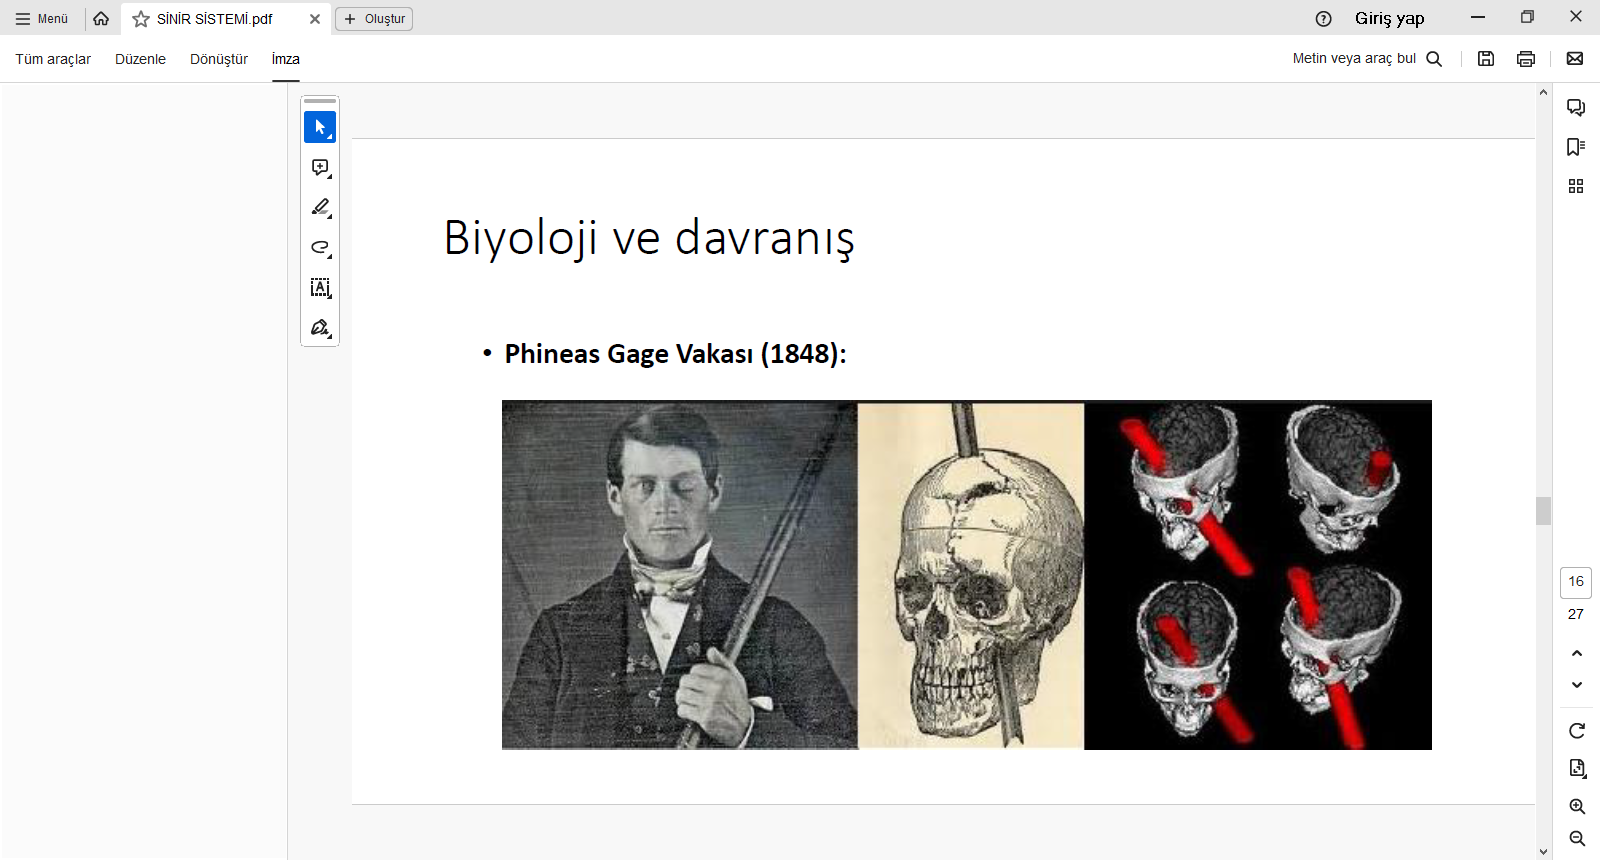 Menü
SİNİR SİSTEMİ.pdf
Oluştur
Giriş yap
Tüm araçlar
Düzenle
Dönüştür
İmza
Metin veya araç bul
Biyoloji ve davranış
• Phineas Gage Vakası (1848):
16
27